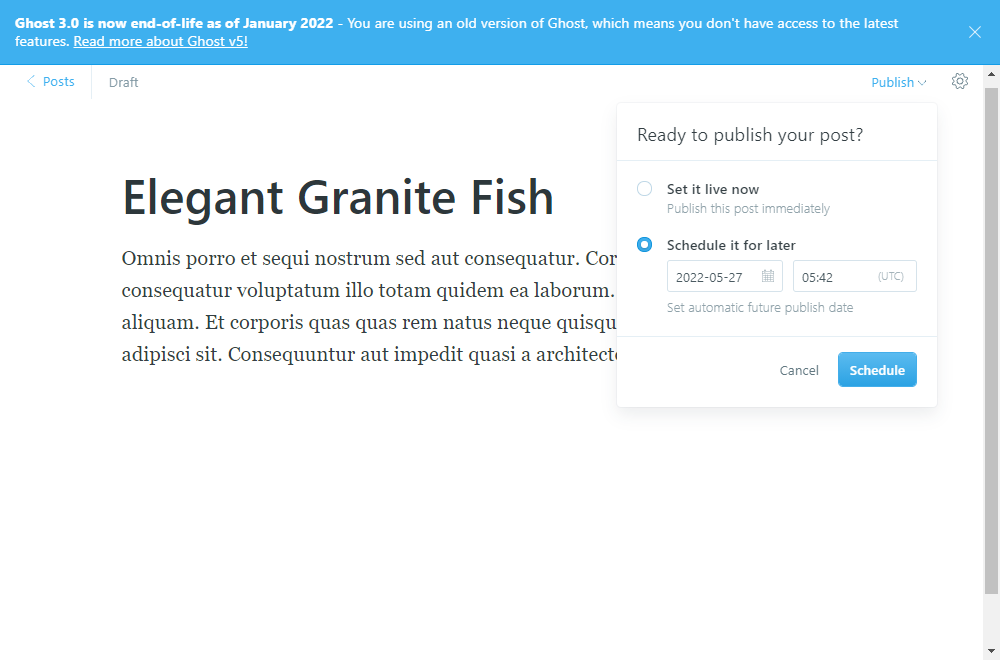 Ghost 3.0 is now end-of-life as of January 2022 - You are using an old version of Ghost, which means you don't have access to the latest
features. Read more about Ghost v5!
Posts
Draft
Publish
Ready to publish your post?
Set it live now
Publish this post immediately
Schedule it for later
2022-05-27
05:42
(UTC)
Set automatic future publish date
Cancel
Schedule
Elegant Granite Fish
Omnis porro et sequi nostrum sed aut consequatur. Cor
consequatur voluptatum illo totam quidem ea laborum.
aliquam. Et corporis quas quas rem natus neque quisqu
adipisci sit. Consequuntur aut impedit quasi a architect